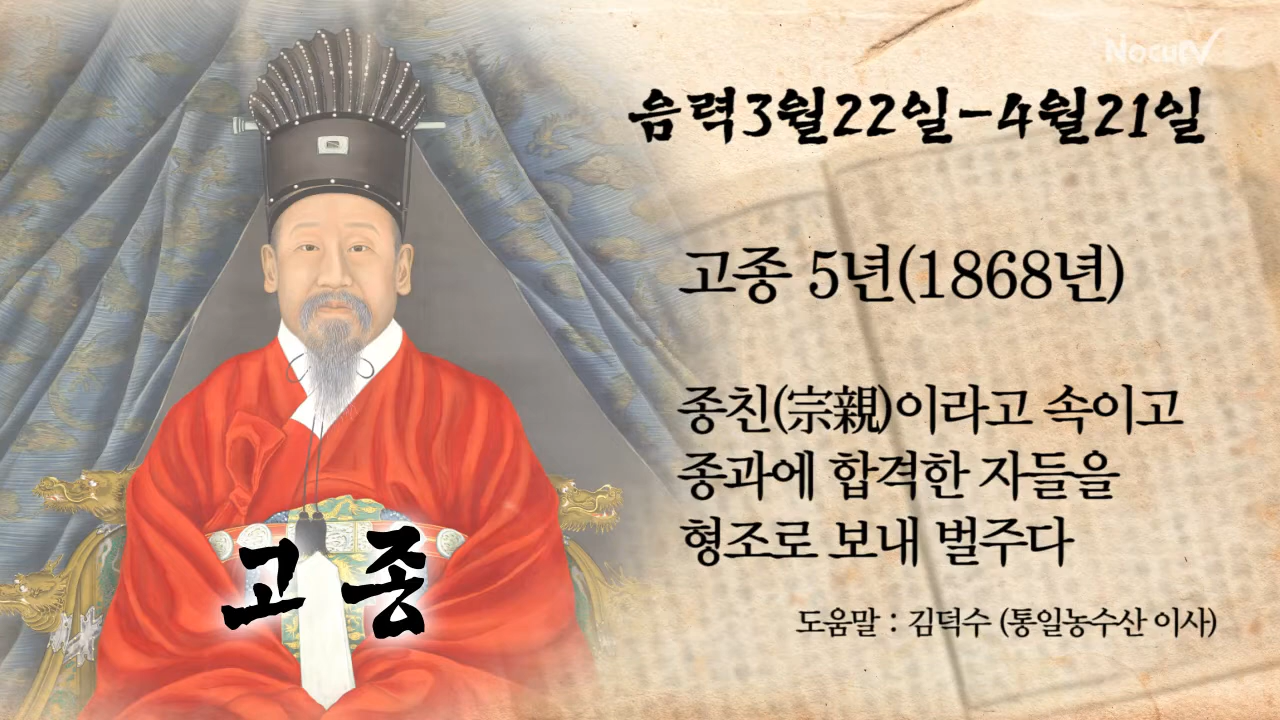 NocuTV
음력3월22일-4월21일
고종 5년(1868년)
종친(宗親)이라고 속이고
종과에 합격한 자들을
형조로 보내 벌주다
고종
도움말 : 김덕수 (통일농수산 이사)